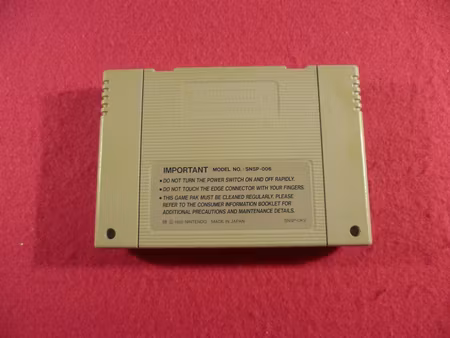 IMPORTANT MODEL NO./SNSP-006
• DO NOT TURN THE POWER SWITCH ON AND OFF RAPIDLY.
• DO NOT TOUCH THE EDGE CONNECTOR WITH YOUR FINGERS.
• THIS GAME PAK MUST BE CLEANED REGULARLY. PLEASE
REFER TO THE CONSUMER INFORMATION BOOKLET FOR
ADDITIONAL PRECAUTIONS AND MAINTENANCE DETAILS.
NINTENDO MADE IN JAPAN